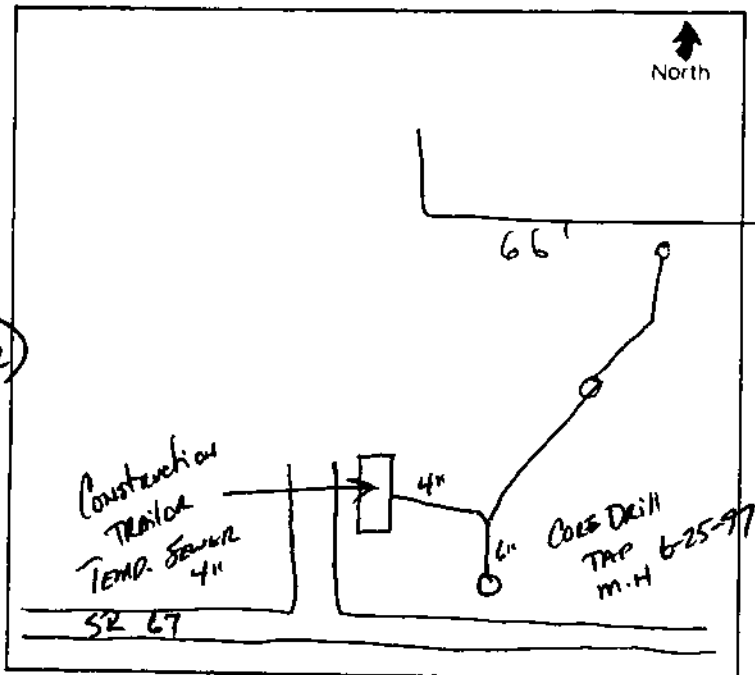 North
66'
Construction
TRAilOR
TEMP. SEWER
4"
4"
6"
CORE DRill
TAP
M.H 6-25-97
SR 67